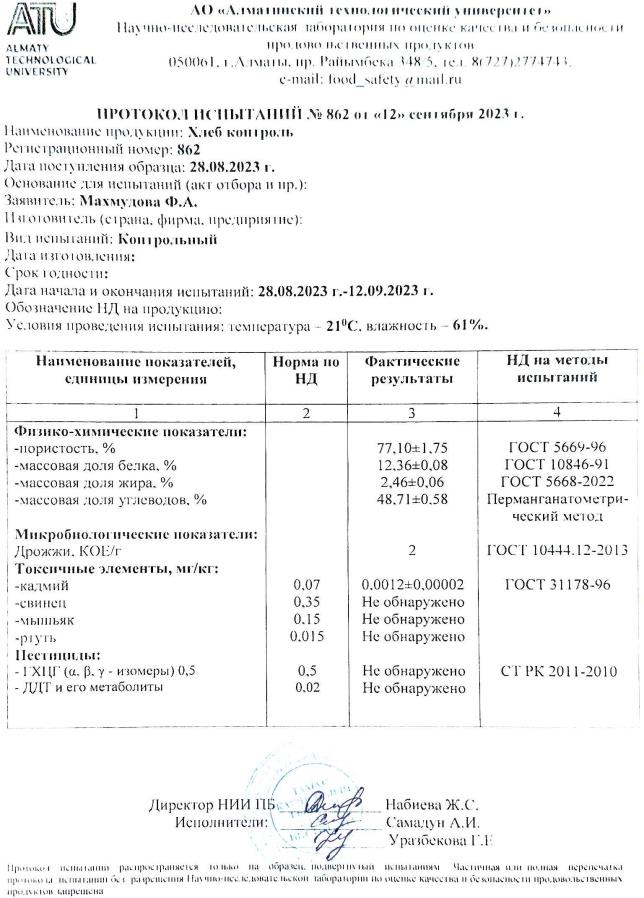 ATU
ALMATY
TECHNOLOGICAL
UNIVERSITY
АО «Алматинский технологический университет»
Научно-исследовательская лаборатория по оценке качества и безопасности
продовольственных продуктов
050061, г.Алматы, пр. Райымбека 348/5, тел. 8(727)2774743,
e-mail: food_safety@mail.ru
ПРОТОКОЛ ИСПЫТАНИЙ № 862 от «12» сентября 2023 г.
Наименование продукции: Хлеб контроль
Регистрационный номер: 862
Дата поступления образца: 28.08.2023 г.
Основание для испытаний (акт отбора и пр.):
Заявитель: Махмудова Ф.А.
Изготовитель (страна, фирма, предприятие):
Вид испытаний: Контрольный
Дата изготовления:
Срок годности:
Дата начала и окончания испытаний: 28.08.2023 г.-12.09.2023 г.
Обозначение НД на продукцию:
Условия проведения испытания: температура – 21⁰С, влажность – 61%.
Наименование показателей, единицы измерения | Норма по НД | Фактические результаты | НД на методы испытаний
1 2 3 4
Физико-химические показатели:
-пористость, % 77,10±1,75 ГОСТ 5669-96
-массовая доля белка, % 12,36±0,08 ГОСТ 10846-91
-массовая доля жира, % 2,46±0,06 ГОСТ 5668-2022
-массовая доля углеводов, % 48,71±0,58 Перманганатометри-
ческий метод
Микробиологические показатели:
Дрожжи, КОЕ/г 2 ГОСТ 10444.12-2013
Токсичные элементы, мг/кг:
-кадмий 0,07 0,0012±0,00002 ГОСТ 31178-96
-свинец 0,35 Не обнаружено
-мышьяк 0,15 Не обнаружено
-ртуть 0,015 Не обнаружено
Пестициды:
- ГХЦГ (α, β, γ - изомеры) 0,5 0,5 Не обнаружено СТ РК 2011-2010
- ДДТ и его метаболиты 0,02 Не обнаружено
Директор НИИ ПБ Набиева Ж.С.
Исполнители: Самадун А.И.
Уразбекова Г.Е
Протокол испытании распространяется только на образец, подвергнутый испытаниям Частичная или полная перепечатка
протокола испытании без разрешения Научно-исследовательской лаборатории по оценке качества и безопасности продовольственных
продуктов запрещена